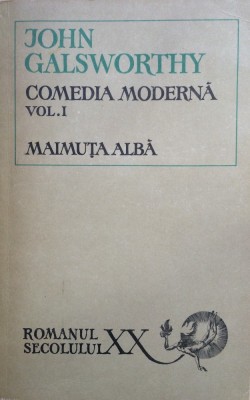 JOHN
GALSWORTHY
COMEDIA MODERNĂ
VOL. I
MAIMUȚA ALBĂ
ROMANUL
SECOLULUI XX